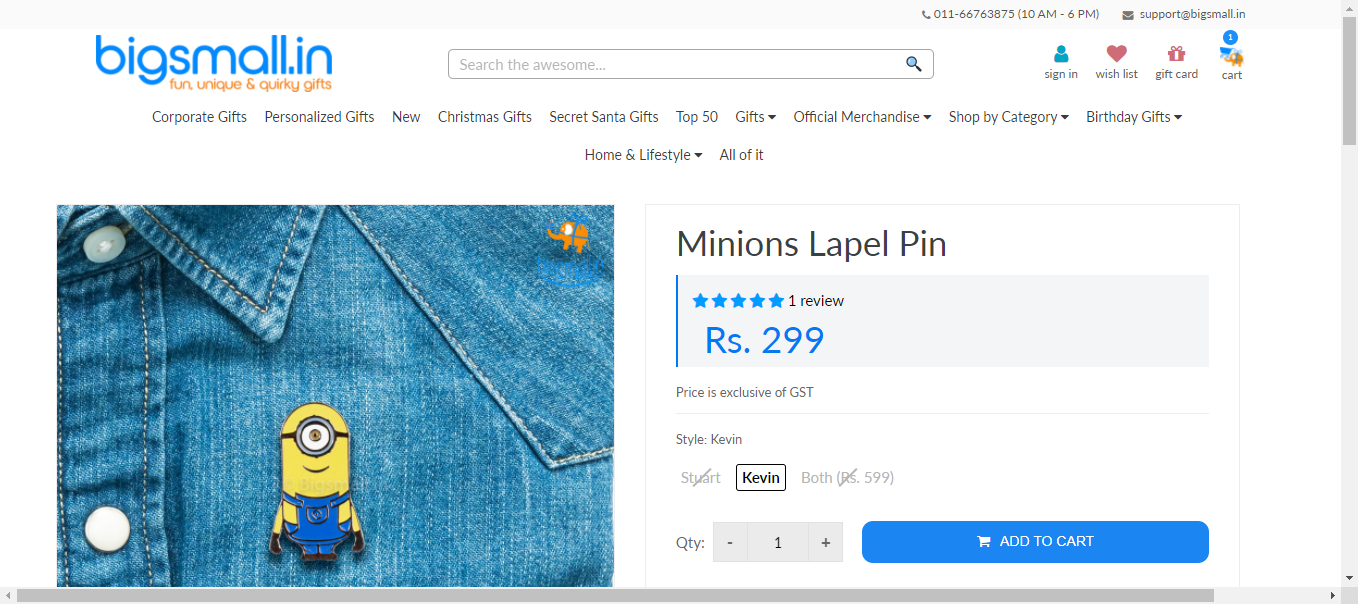 011-66763875 (10 AM - 6 PM) support@bigsmall.in
bigsmall.in
fun, unique & quirky gifts
Search the awesome...
1
sign in wish list gift card cart
Corporate Gifts Personalized Gifts New Christmas Gifts Secret Santa Gifts Top 50 Gifts Official Merchandise Shop by Category Birthday Gifts
Home & Lifestyle All of it
Minions Lapel Pin
1 review
Rs. 299
Price is exclusive of GST
Style: Kevin
Stuart Kevin Both (Rs. 599)
Qty: - 1 + ADD TO CART